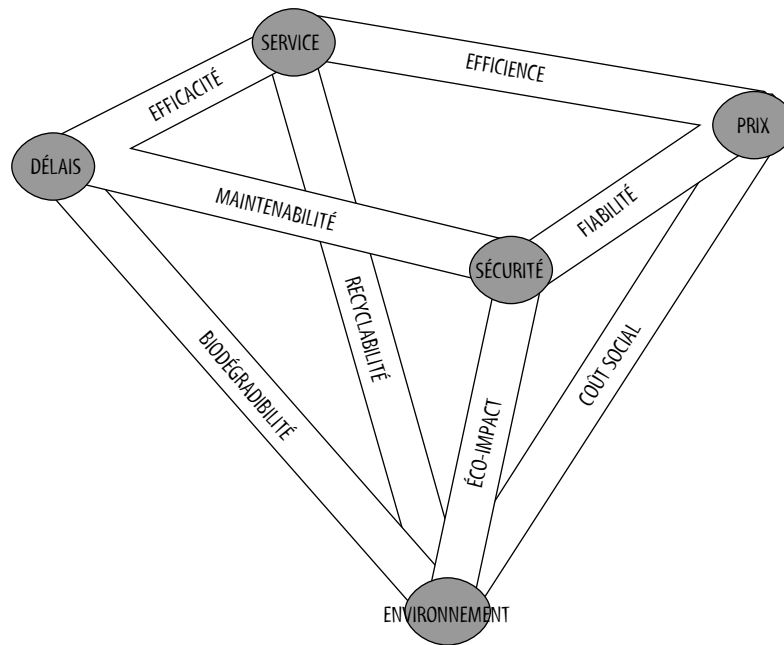 SERVICE
EFFICIENCE
EFFICACITÉ
PRIX
DÉLAIS
MAINTENABILITÉ
FIABILITÉ
SÉCURITÉ
RECYCLABILITÉ
BIODÉGRADIBILITÉ
COÛT SOCIAL
ÉCO-IMPACT
ENVIRONNEMENT